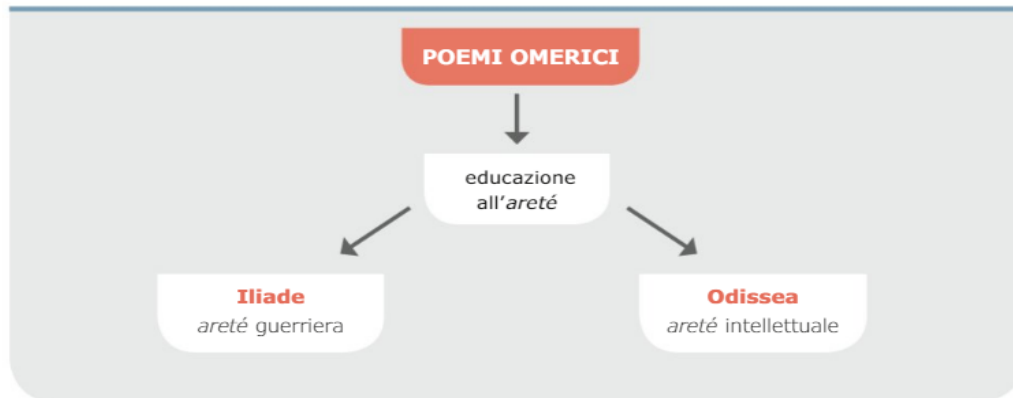 POEMI OMERICI
educazione
all'areté
Iliade
areté guerriera
Odissea
areté intellettuale